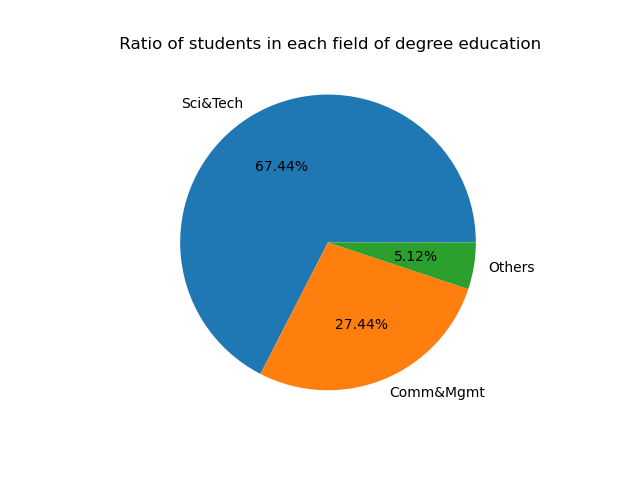 Ratio of students in each field of degree education
Sci&Tech
67.44%
5.12%
Others
27.44%
Comm&Mgmt